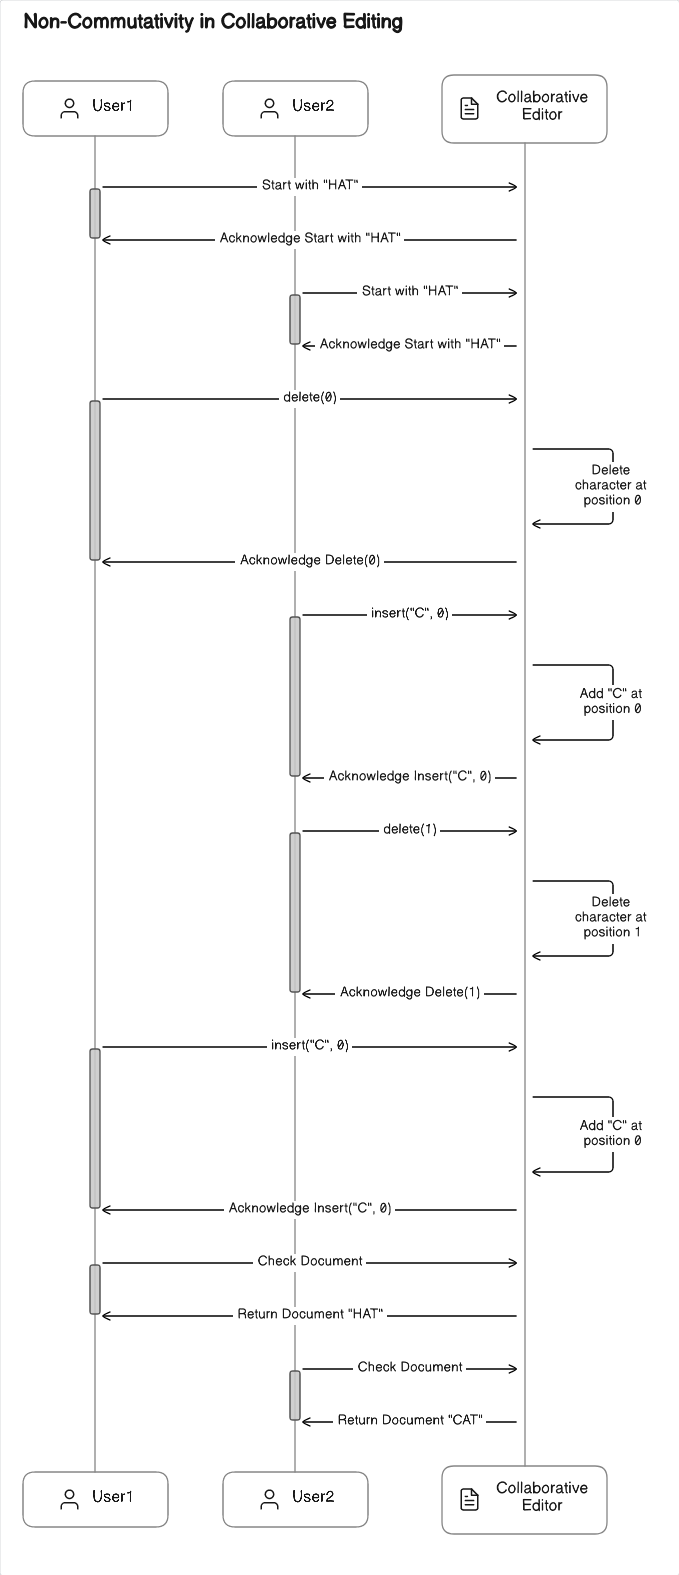 Non-Commutativity in Collaborative Editing
User1
User2
Collaborative
Editor
Start with "HAT"
Acknowledge Start with "HAT"
Start with "HAT"
Acknowledge Start with "HAT"
delete(0)
Delete
character at
position 0
Acknowledge Delete(0)
insert("C", 0)
Add "C" at
position 0
Acknowledge Insert("C", 0)
delete(1)
Delete
character at
position 1
Acknowledge Delete(1)
insert("C", 0)
Add "C" at
position 0
Acknowledge Insert("C", 0)
Check Document
Return Document "HAT"
Check Document
Return Document "CAT"
User1
User2
Collaborative
Editor